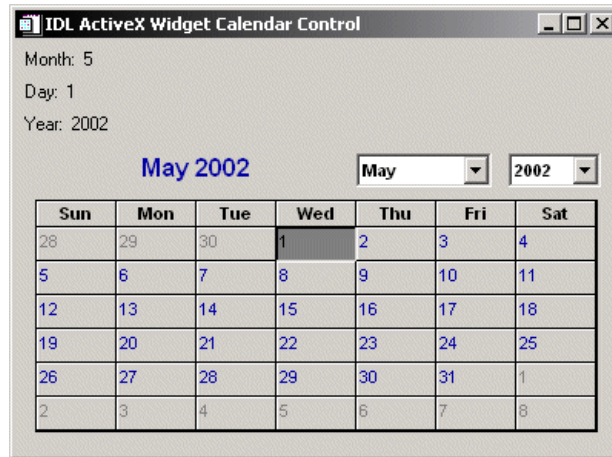 IDL ActiveX Widget Calendar Control
Month: 5
Day: 1
Year: 2002
May 2002 May 2002
Sun Mon Tue Wed Thu Fri Sat
28 29 30 1 2 3 4
5 6 7 8 9 10 11
12 13 14 15 16 17 18
19 20 21 22 23 24 25
26 27 28 29 30 31 1
2 3 4 5 6 7 8